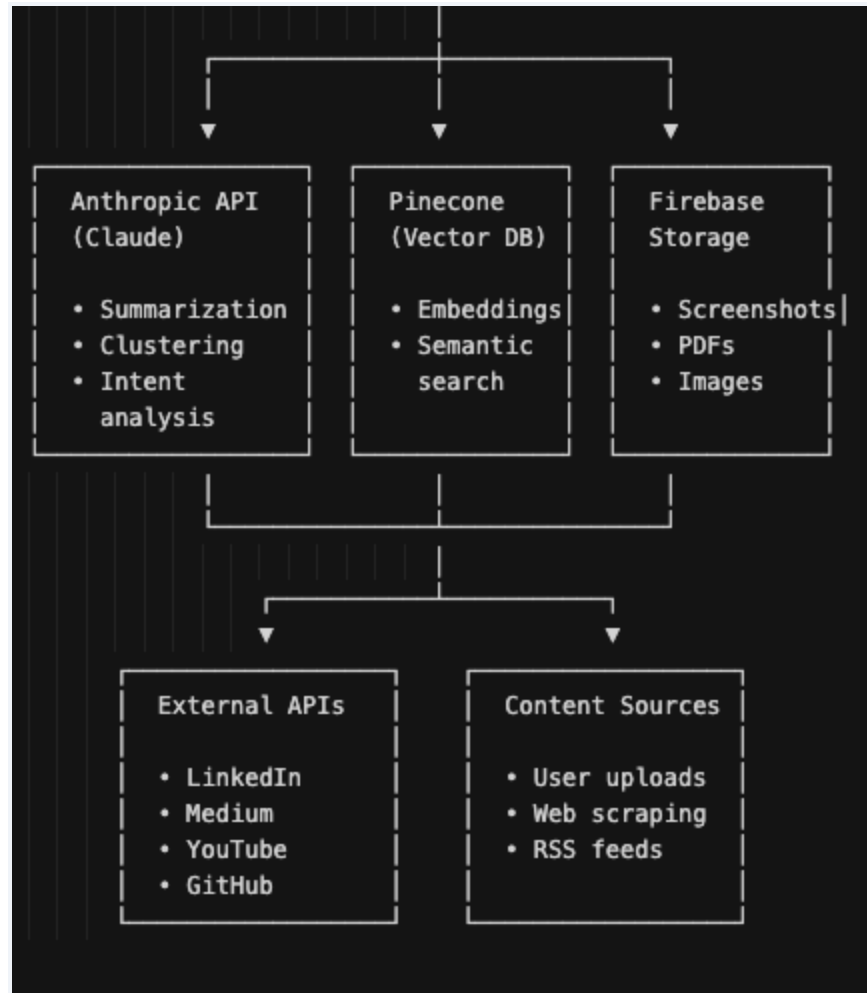 Anthropic API
(Claude)
• Summarization
• Clustering
• Intent
analysis
Pinecone
(Vector DB)
• Embeddings
• Semantic
search
Firebase
Storage
• Screenshots
• PDFs
• Images
External APIs
• LinkedIn
• Medium
• YouTube
• GitHub
Content Sources
• User uploads
• Web scraping
• RSS feeds